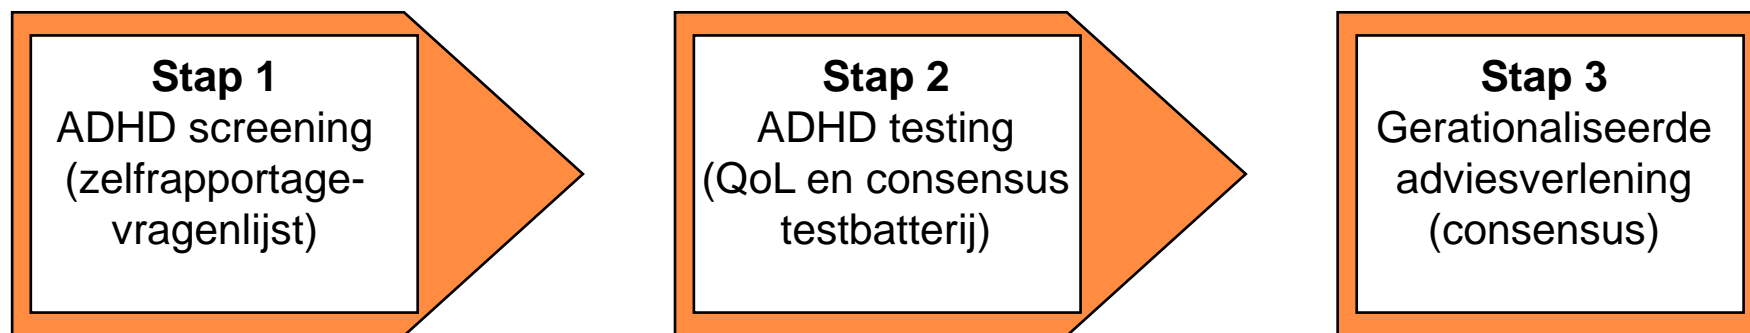 Stap 1
ADHD screening
(zelfrapportage-
vragenlijst)
Stap 2
ADHD testing
(QoL en consensus
testbatterij)
Stap 3
Gerationaliseerde
adviesverlening
(consensus)